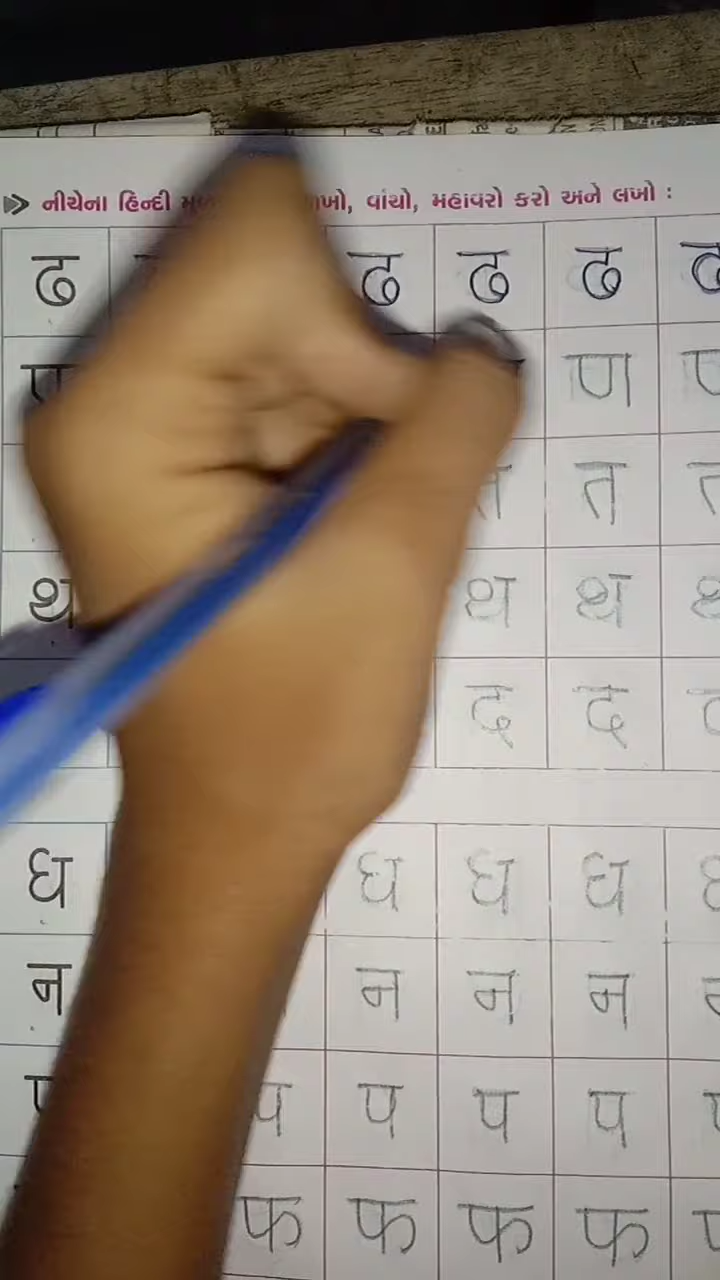 નીચેના હિન્દી વાંચો, મહાવરો કરો અને લખો :
ढ ढ ढ ढ ढ
ण
त
थ थ थ
द द
ध ध ध ध
न न न न
प प प प
फ फ फ फ